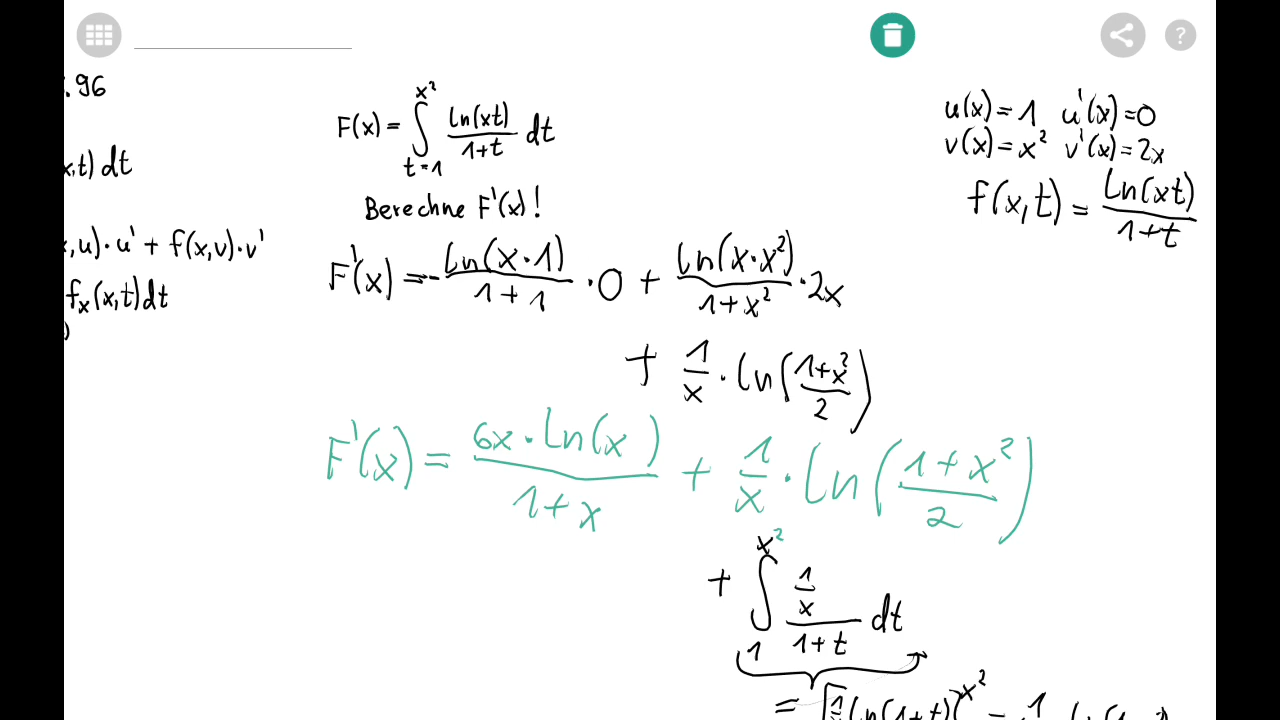 5.96
x,t) dt
x,u)·u' + f(x,v)·v'
f_x(x,t) dt
)
F(x) = ∫_{t=1}^{x²} ln(xt)/(1+t) dt
Berechne F'(x)!
F'(x) = -ln(x·1)/(1+1) · 0 + ln(x·x²)/(1+x²) · 2x
+ 1/x · ln((1+x²)/2)
F'(x) = 6x·ln(x)/(1+x) + 1/x · ln((1+x²)/2)
+ ∫_1^{x²} (1/x)/(1+t) dt
u(x) = 1 u'(x) = 0
v(x) = x² v'(x) = 2x
f(x,t) = ln(xt)/(1+t)
?